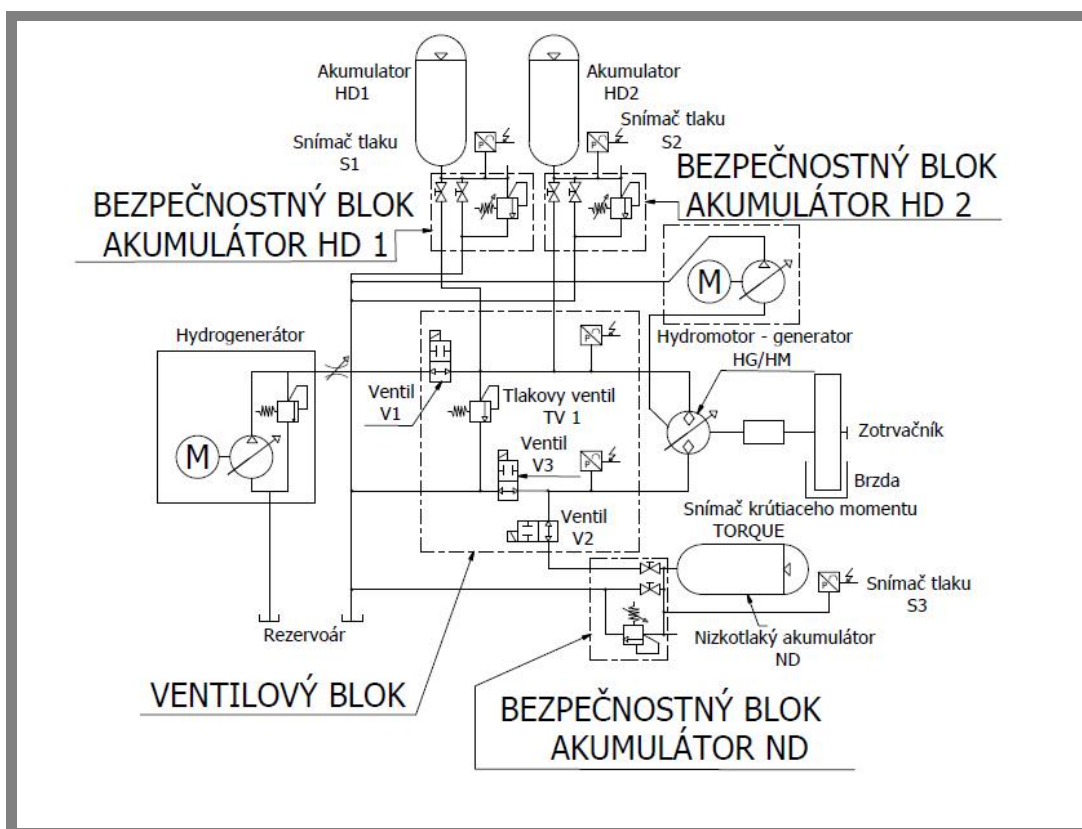 Akumulator
HD1
Akumulator
HD2
Snímač tlaku
S1
Snímač tlaku
S2
P
P
BEZPEČNOSTNÝ BLOK
AKUMULÁTOR HD 1
BEZPEČNOSTNÝ BLOK
AKUMULÁTOR HD 2
M
Hydrogenerátor
Hydromotor - generator
HG/HM
P
Ventil
V1
Tlakovy ventil
TV 1
M
Ventil
V3
P
Zotrvačník
Brzda
Ventil
V2
Snímač krútiaceho momentu
TORQUE
P
Snímač tlaku
S3
Rezervoár
Nizkotlaký akumulátor
ND
VENTILOVÝ BLOK
BEZPEČNOSTNÝ BLOK
AKUMULÁTOR ND